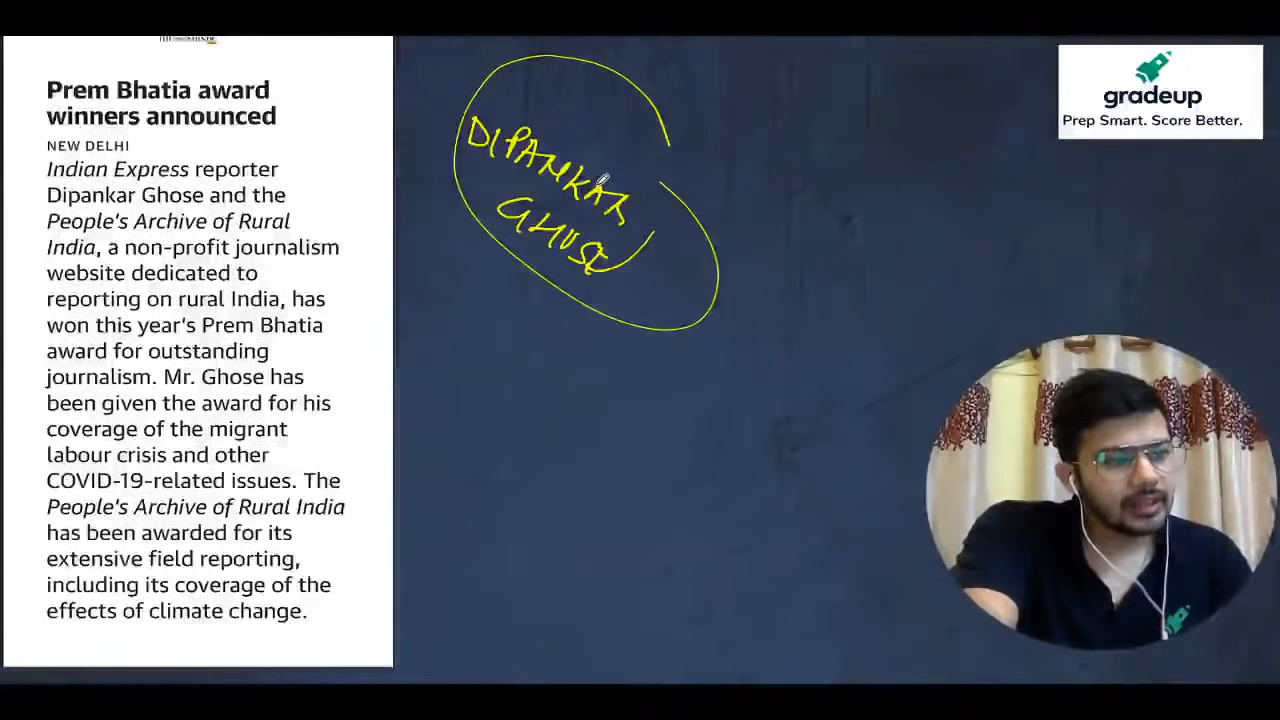 Prem Bhatia award
winners announced
NEW DELHI
Indian Express reporter
Dipankar Ghose and the
People's Archive of Rural
India, a non-profit journalism
website dedicated to
reporting on rural India, has
won this year's Prem Bhatia
award for outstanding
journalism. Mr. Ghose has
been given the award for his
coverage of the migrant
labour crisis and other
COVID-19-related issues. The
People's Archive of Rural India
has been awarded for its
extensive field reporting,
including its coverage of the
effects of climate change.
DIPANKAR
GHOSE
gradeup
Prep Smart. Score Better.